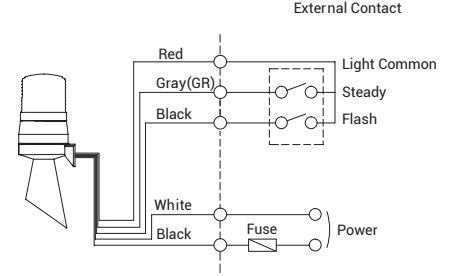 External Contact
Red
Light Common
Gray(GR)
Steady
Black
Flash
White
Fuse
Power
Black